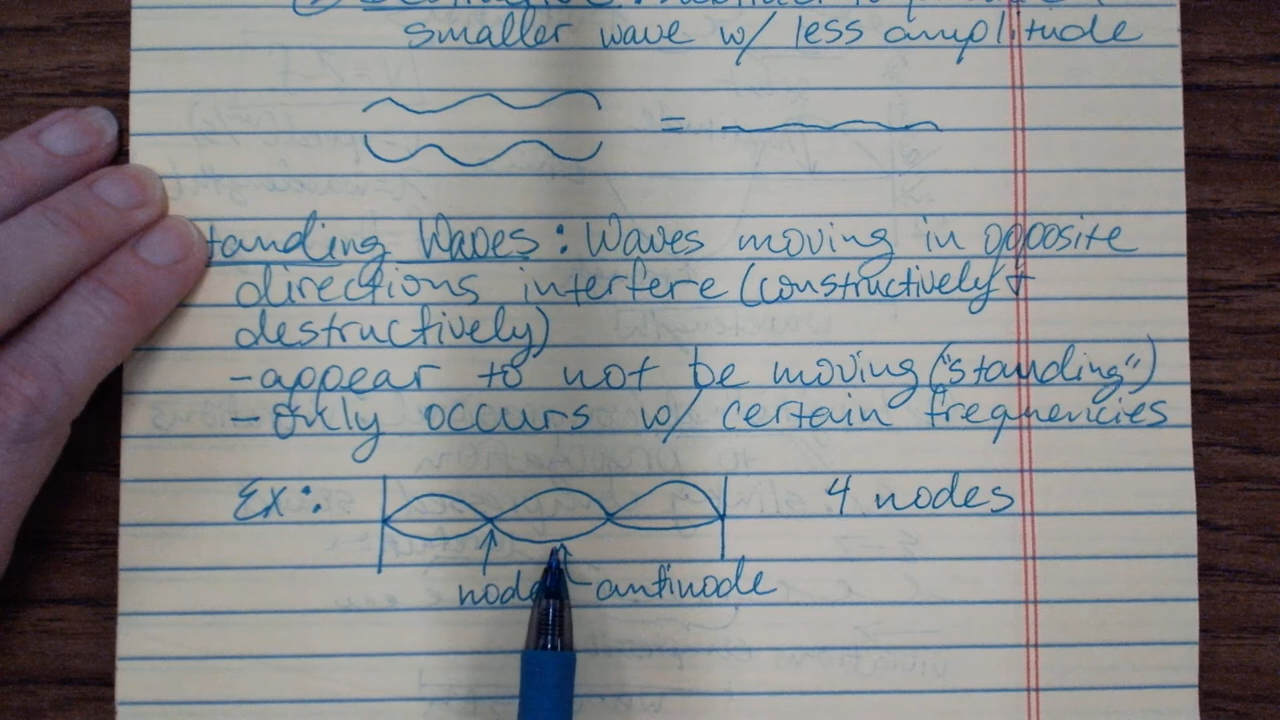 smaller wave w/ less amplitude
=
tanding Waves: Waves moving in opposite
directions interfere (constructively +
destructively)
- appear to not be moving ("standing")
- only occurs w/ certain frequencies
Ex: 4 nodes
node antinode